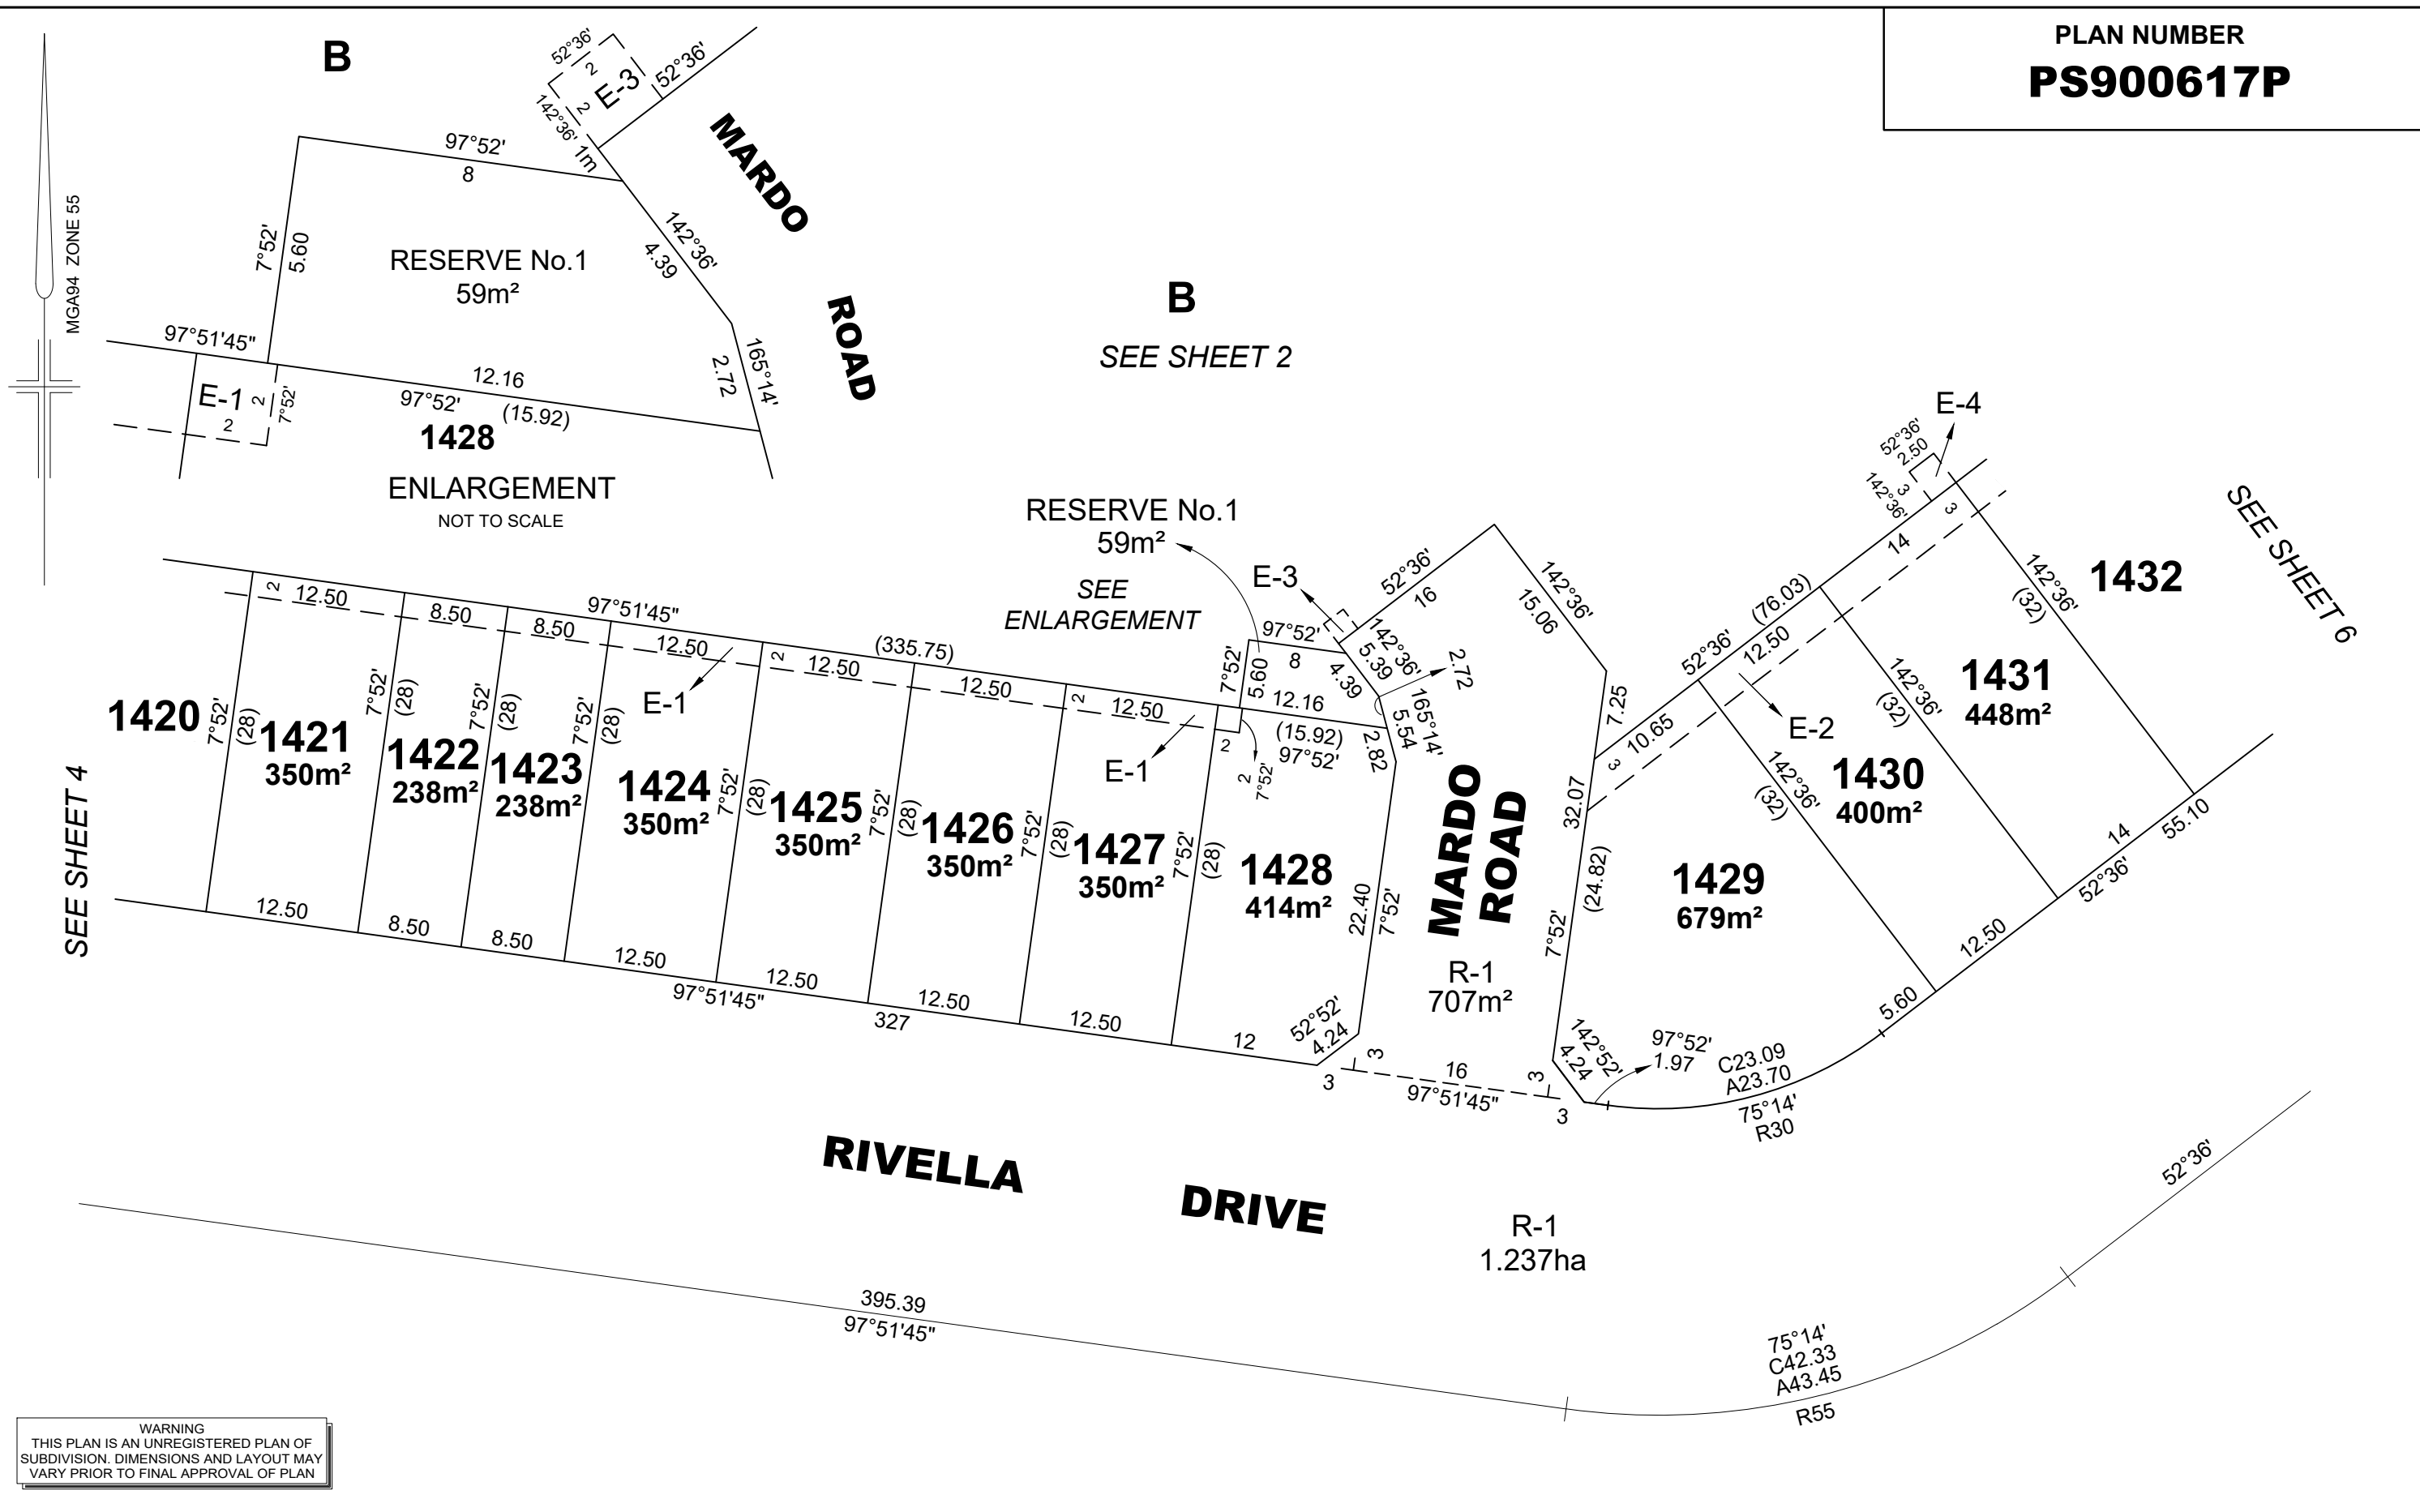 PLAN NUMBER
PS900617P
MGA94 ZONE 55
B
52°36'
2
2
E-3
142°36'
1m
52°36'
MARDO
ROAD
97°52'
8
7°52'
5.60
RESERVE No.1
59m²
142°36'
4.39
165°14'
2.72
97°51'45"
E-1
2
2
7°52'
12.16
97°52'
(15.92)
1428
ENLARGEMENT
NOT TO SCALE
B
SEE SHEET 2
RESERVE No.1
59m²
SEE
ENLARGEMENT
E-3
52°36'
16
142°36'
15.06
97°52'
8
7°52'
5.60
142°36'
5.39
4.39
2.72
12.16
(15.92)
97°52'
165°14'
5.54
2.82
7.25
E-4
52°36'
2.50
142°36'
3
3
14
(76.03)
52°36'
12.50
10.65
3
E-2
142°36'
(32)
1432
SEE SHEET 6
1431
448m²
142°36'
(32)
1430
400m²
142°36'
(32)
1429
679m²
14
55.10
52°36'
12.50
5.60
2
12.50
8.50
8.50
97°51'45"
12.50
2
12.50
(335.75)
12.50
2
12.50
2
2
7°52'
E-1
E-1
SEE SHEET 4
1420
7°52'
(28)
1421
350m²
7°52'
(28)
1422
238m²
7°52'
(28)
1423
238m²
7°52'
(28)
1424
350m²
7°52'
(28)
1425
350m²
7°52'
(28)
1426
350m²
7°52'
(28)
1427
350m²
7°52'
(28)
1428
414m²
22.40
7°52'
MARDO
ROAD
R-1
707m²
32.07
(24.82)
7°52'
12.50
8.50
8.50
12.50
97°51'45"
12.50
327
12.50
12.50
12
52°52'
4.24
3
3
16
97°51'45"
3
3
142°52'
4.24
97°52'
1.97
C23.09
A23.70
75°14'
R30
RIVELLA
DRIVE
R-1
1.237ha
52°36'
395.39
97°51'45"
75°14'
C42.33
A43.45
R55
WARNING
THIS PLAN IS AN UNREGISTERED PLAN OF
SUBDIVISION. DIMENSIONS AND LAYOUT MAY
VARY PRIOR TO FINAL APPROVAL OF PLAN